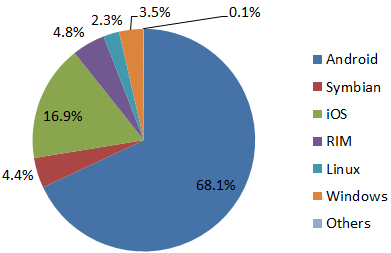 3.5%
0.1%
2.3%
4.8%
16.9%
4.4%
68.1%
Android
Symbian
iOS
RIM
Linux
Windows
Others